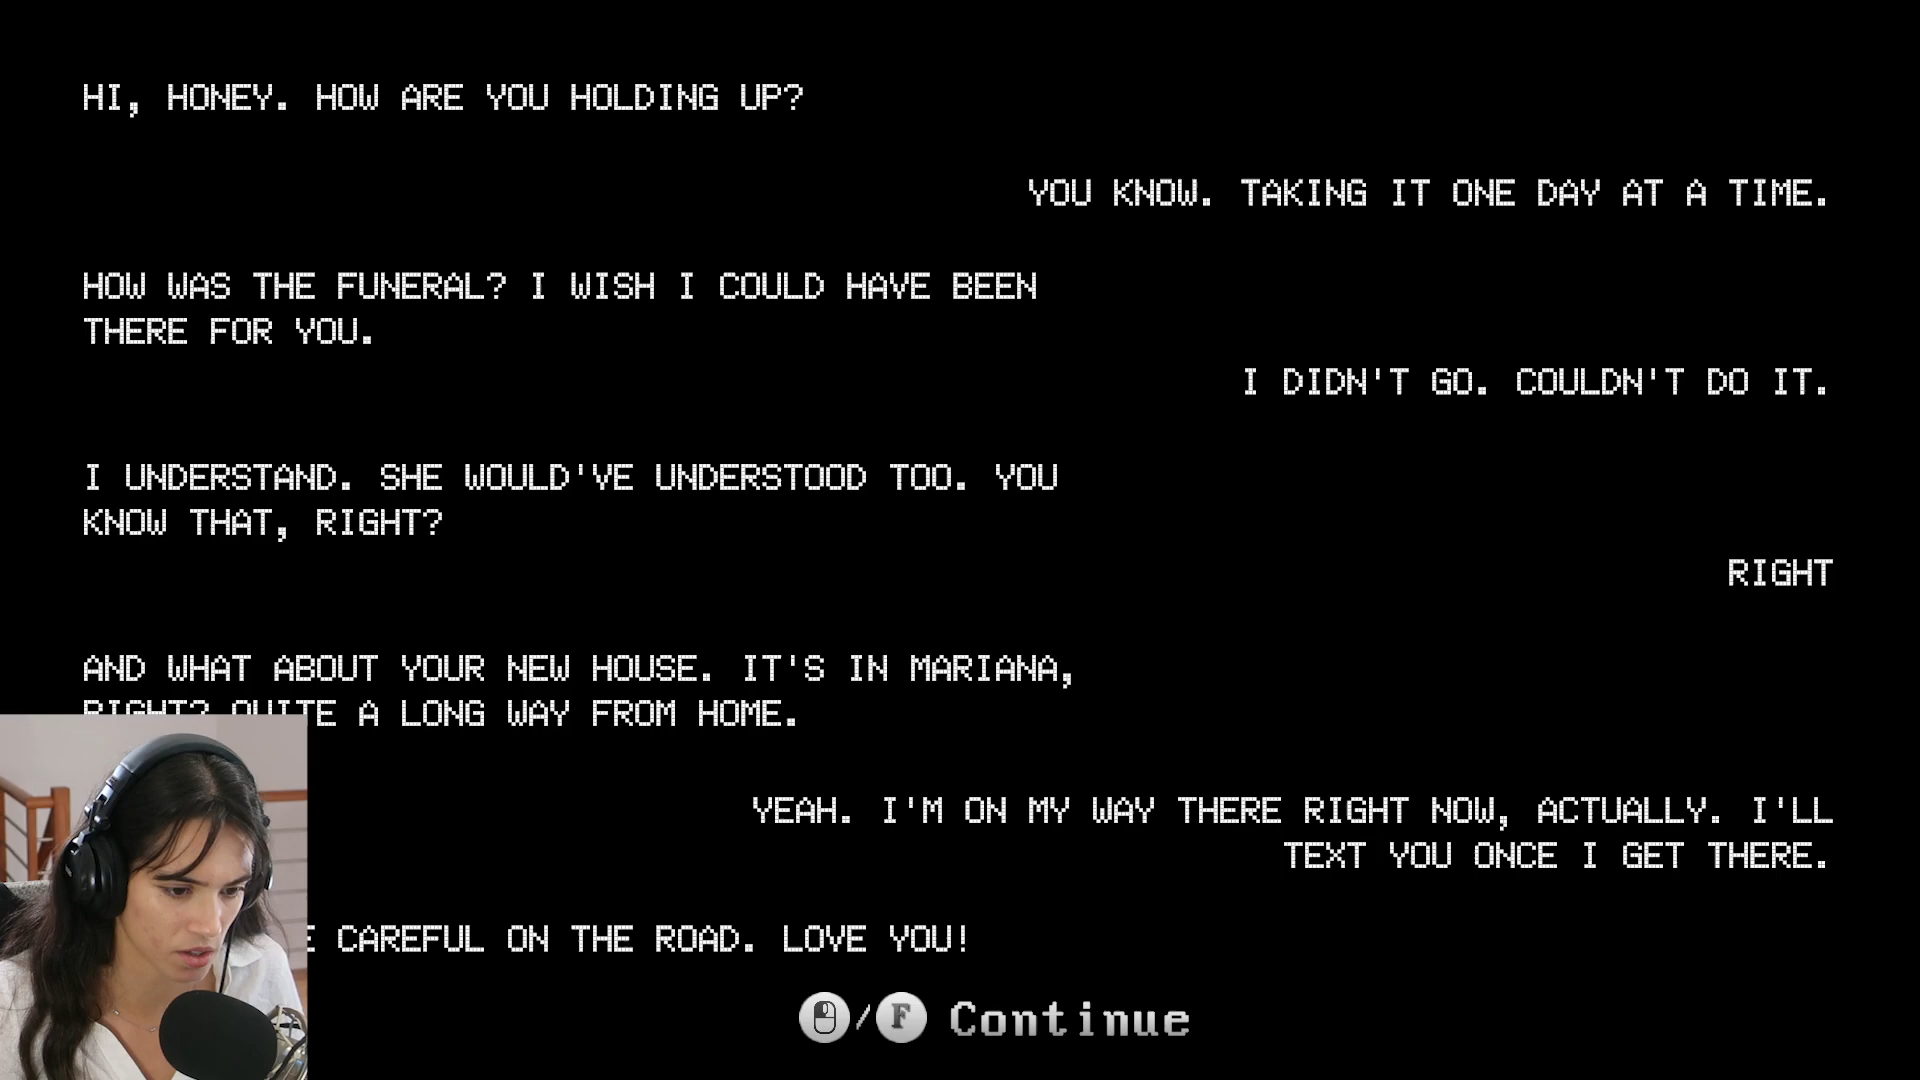 HI, HONEY. HOW ARE YOU HOLDING UP?
YOU KNOW. TAKING IT ONE DAY AT A TIME.
HOW WAS THE FUNERAL? I WISH I COULD HAVE BEEN
THERE FOR YOU.
I DIDN'T GO. COULDN'T DO IT.
I UNDERSTAND. SHE WOULD'VE UNDERSTOOD TOO. YOU
KNOW THAT, RIGHT?
RIGHT
AND WHAT ABOUT YOUR NEW HOUSE. IT'S IN MARIANA,
RIGHT? QUITE A LONG WAY FROM HOME.
YEAH. I'M ON MY WAY THERE RIGHT NOW, ACTUALLY. I'LL
TEXT YOU ONCE I GET THERE.
CAREFUL ON THE ROAD. LOVE YOU!
/F Continue